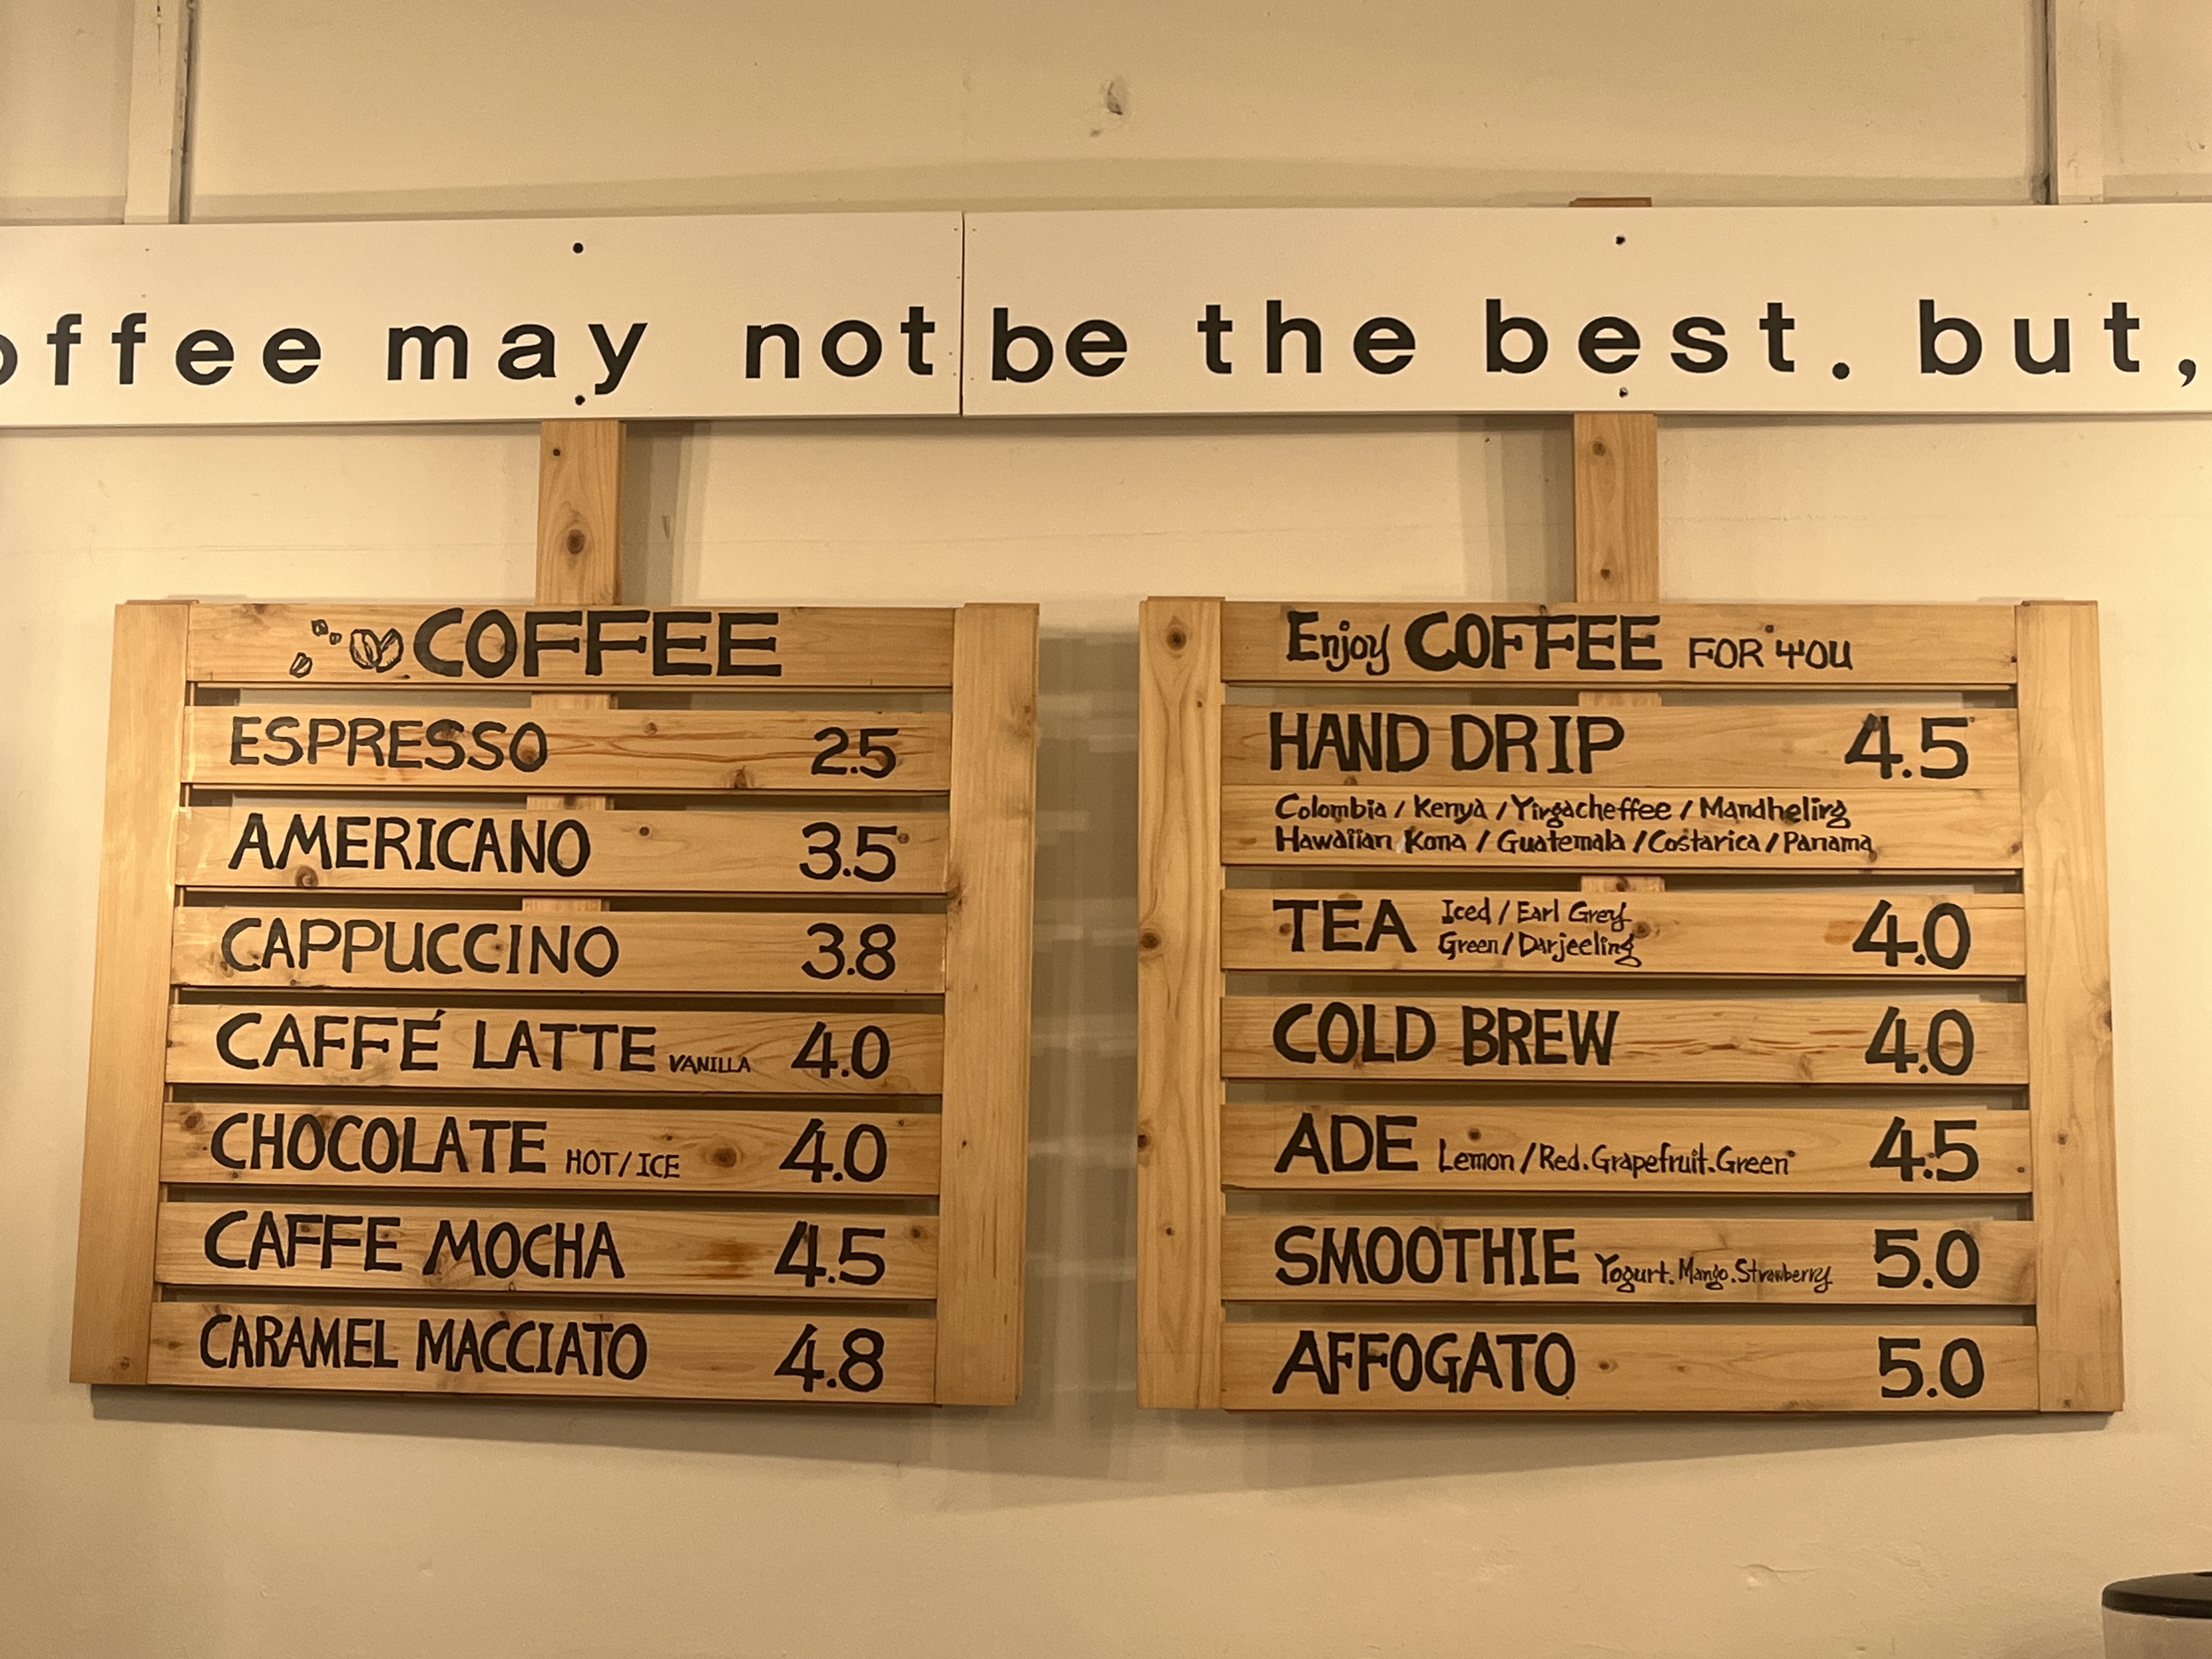 offee may not be the best. but,
COFFEE
ESPRESSO 2.5
AMERICANO 3.5
CAPPUCCINO 3.8
CAFFÉ LATTE VANILLA 4.0
CHOCOLATE HOT/ICE 4.0
CAFFE MOCHA 4.5
CARAMEL MACCIATO 4.8
Enjoy COFFEE FOR YOU
HAND DRIP 4.5
Colombia / Kenya / Yirgacheffee / Mandheling
Hawaiian Kona / Guatemala / Costarica / Panama
TEA Iced / Earl Grey 4.0
Green / Darjeeling
COLD BREW 4.0
ADE Lemon / Red.Grapefruit.Green 4.5
SMOOTHIE Yogurt.Mango.Strawberry 5.0
AFFOGATO 5.0